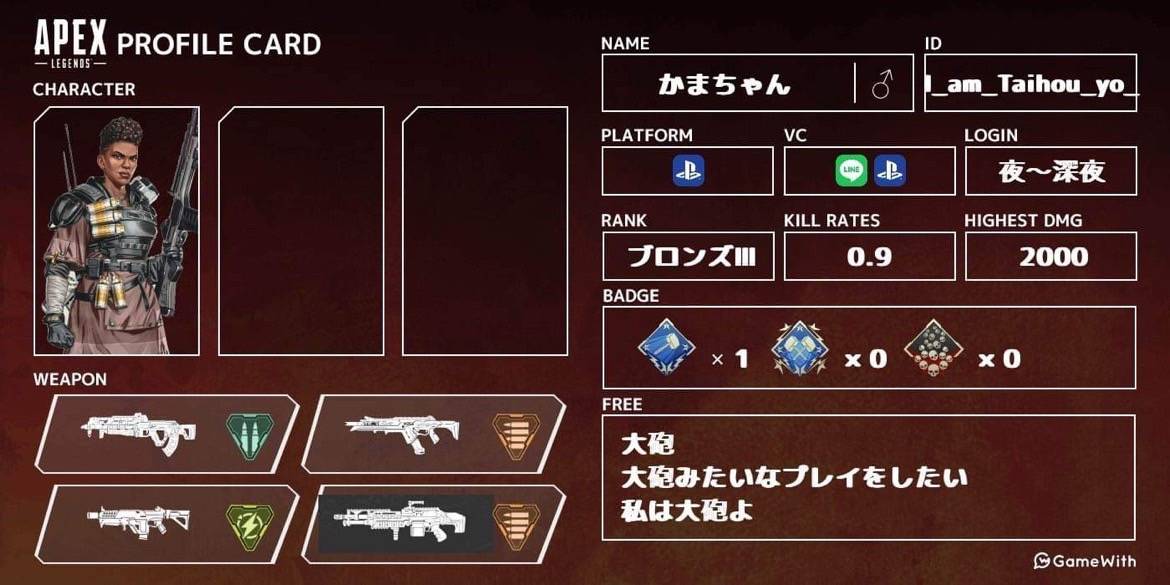 APEX
LEGENDS
PROFILE CARD
CHARACTER
WEAPON
NAME
かまちゃん
♂
ID
I_am_Taihou_yo_
PLATFORM
VC
LINE
LOGIN
夜〜深夜
RANK
ブロンズIII
KILL RATES
0.9
HIGHEST DMG
2000
BADGE
× 1
x 0
x 0
FREE
大砲
大砲みたいなプレイをしたい
私は大砲よ
GameWith